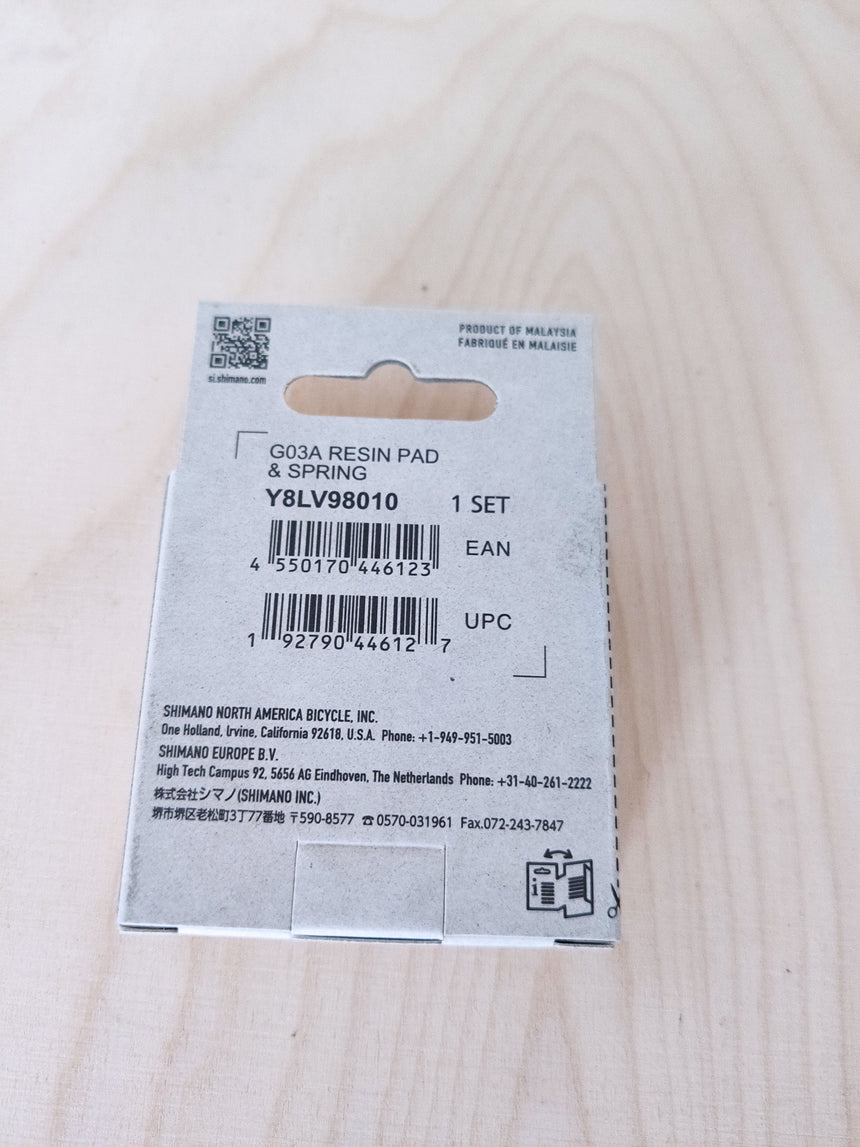 si.shimano.com
PRODUCT OF MALAYSIA
FABRIQUÉ EN MALAISIE
G03A RESIN PAD
& SPRING
Y8LV98010 1 SET
EAN
4 550170 446123
UPC
1 92790 44612 7
SHIMANO NORTH AMERICA BICYCLE, INC.
One Holland, Irvine, California 92618, U.S.A. Phone: +1-949-951-5003
SHIMANO EUROPE B.V.
High Tech Campus 92, 5656 AG Eindhoven, The Netherlands Phone: +31-40-261-2222
株式会社シマノ(SHIMANO INC.)
堺市堺区老松町3丁77番地 〒590-8577 ☎0570-031961 Fax.072-243-7847
i